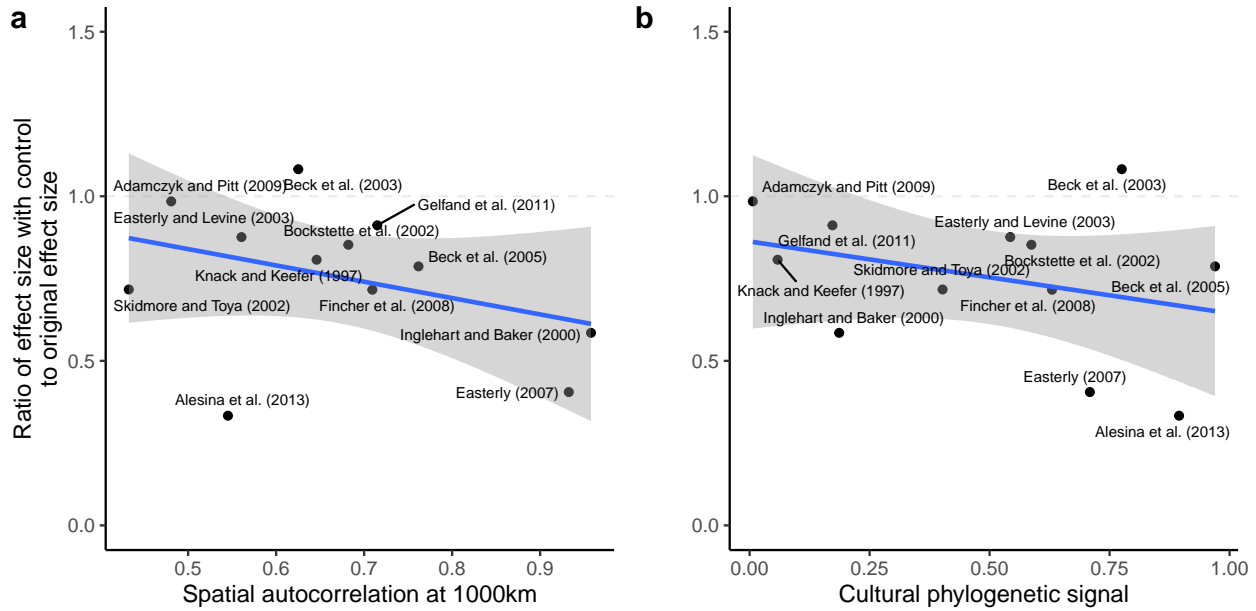 a
Ratio of effect size with control
to original effect size
1.5
1.0
0.5
0.0
Adamczyk and Pitt (2009)
Beck et al. (2003)
Gelfand et al. (2011)
Easterly and Levine (2003)
Bockstette et al. (2002)
Beck et al. (2005)
Knack and Keefer (1997)
Skidmore and Toya (2002)
Fincher et al. (2008)
Inglehart and Baker (2000)
Easterly (2007)
Alesina et al. (2013)
0.5
0.6
0.7
0.8
0.9
Spatial autocorrelation at 1000km
b
1.5
1.0
0.5
0.0
Adamczyk and Pitt (2009)
Beck et al. (2003)
Easterly and Levine (2003)
Gelfand et al. (2011)
Bockstette et al. (2002)
Skidmore and Toya (2002)
Knack and Keefer (1997)
Beck et al. (2005)
Fincher et al. (2008)
Inglehart and Baker (2000)
Easterly (2007)
Alesina et al. (2013)
0.00
0.25
0.50
0.75
1.00
Cultural phylogenetic signal